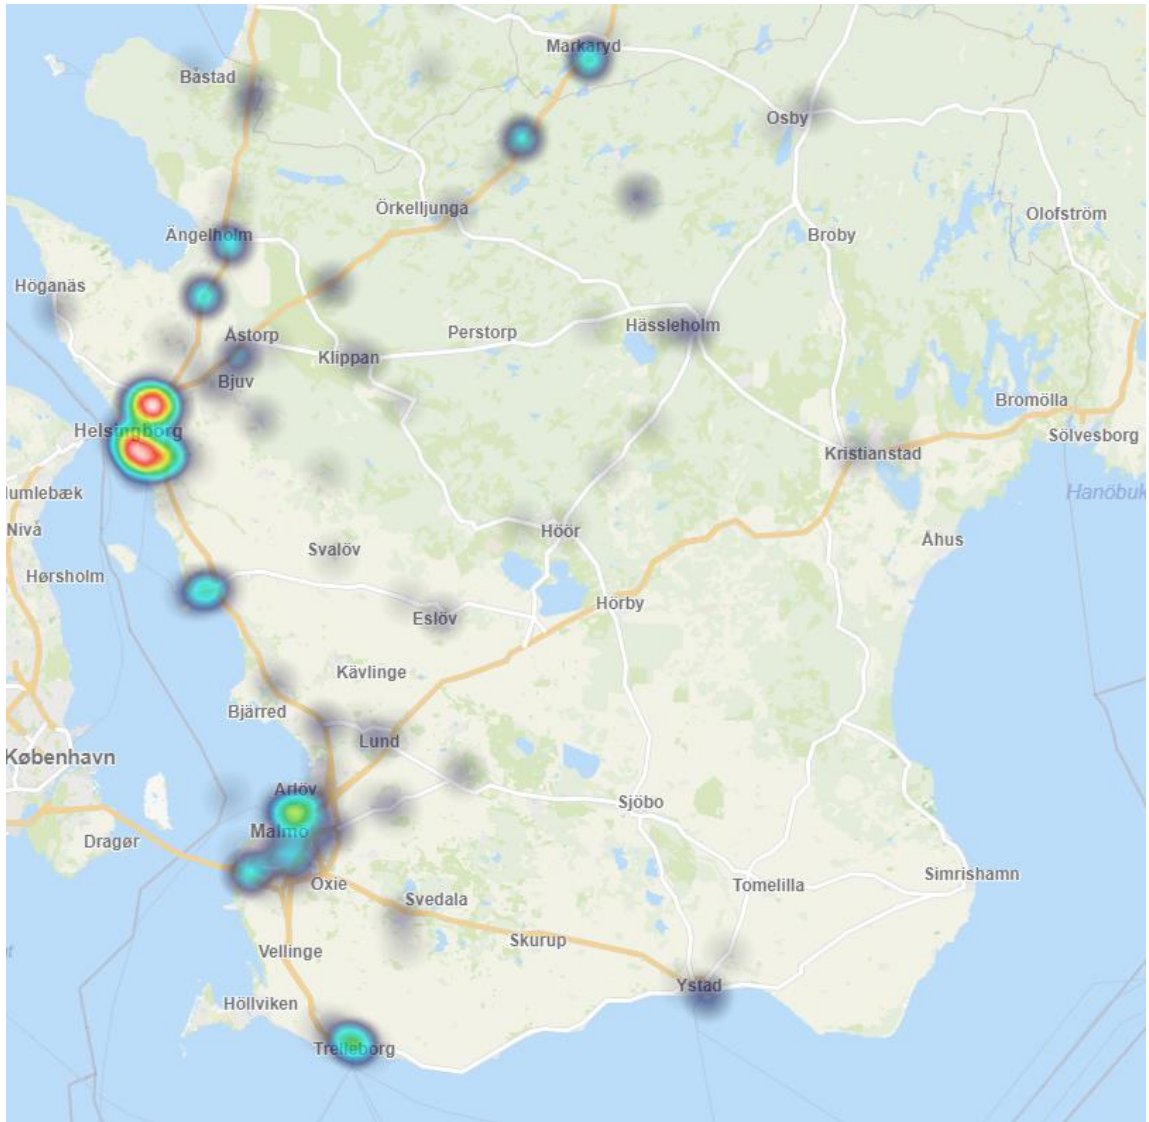 Markaryd
Båstad
Osby
Örkelljunga
Olofström
Ängelholm
Broby
Höganäs
Hässleholm
Åstorp
Perstorp
Klippan
Bjuv
Bromölla
Helsingborg
Sölvesborg
Kristianstad
umlebæk
Hanöbuk
Nivå
Höör
Åhus
Svalöv
Hørsholm
Hörby
Eslöv
Kävlinge
Bjärred
Lund
København
Arlöv
Sjöbo
Malmö
Dragør
Simrishamn
Oxie
Tomelilla
Svedala
Skurup
Vellinge
Ystad
Höllviken
Trelleborg